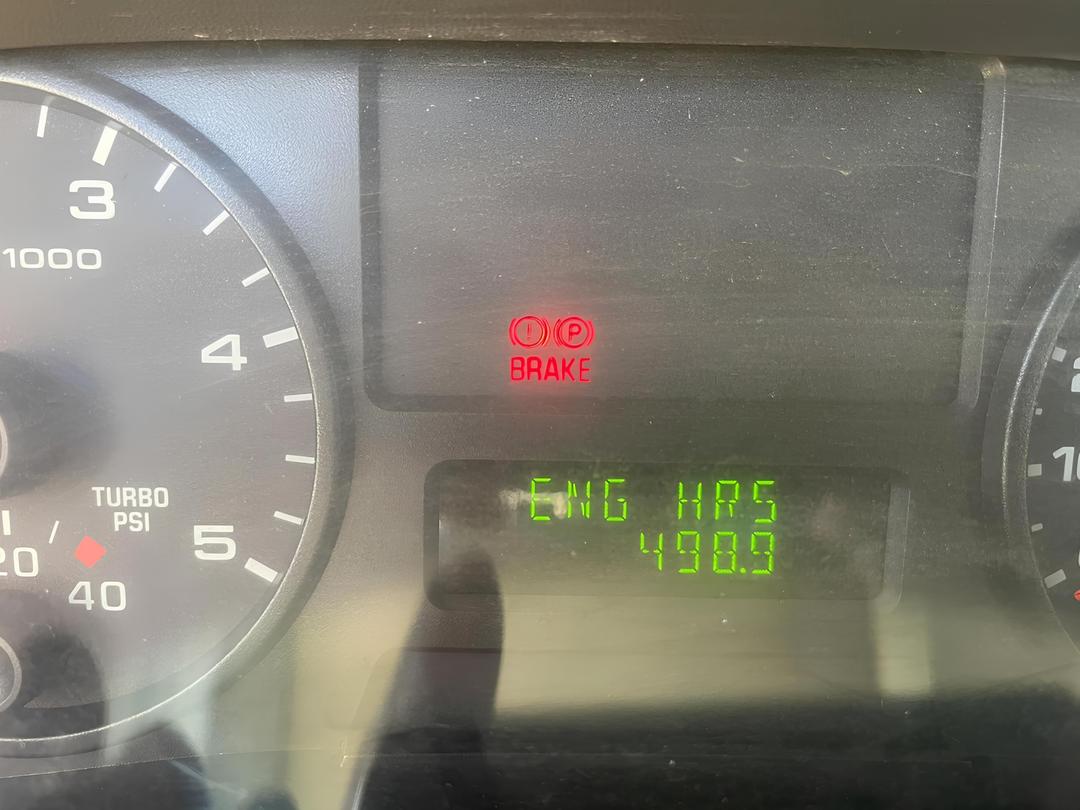 3
1000
4
TURBO
PSI
5
20
40
(!) (P)
BRAKE
ENG HRS
498.9